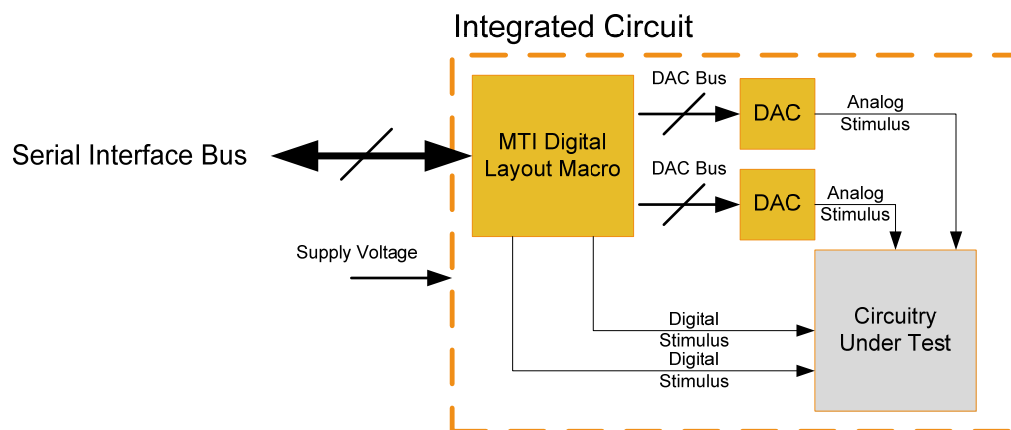 Integrated Circuit
Serial Interface Bus
Supply Voltage
MTI Digital
Layout Macro
DAC Bus
DAC
Analog
Stimulus
DAC Bus
DAC
Analog
Stimulus
Digital
Stimulus
Digital
Stimulus
Circuitry
Under Test